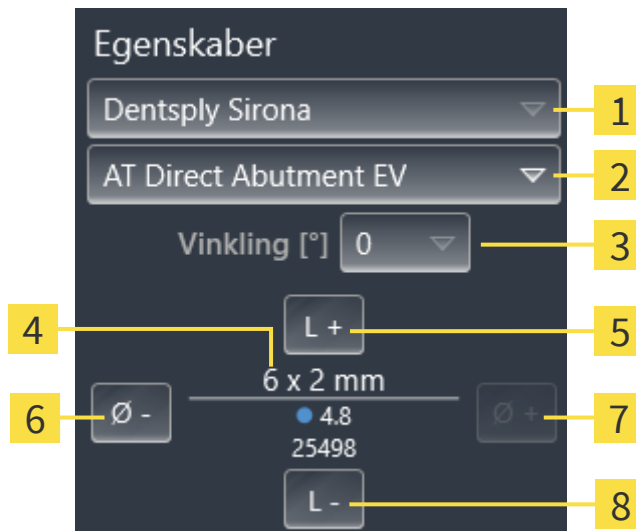 Egenskaber
Dentsply Sirona
1
AT Direct Abutment EV
2
Vinkling [°] 0
3
4
L +
5
6 x 2 mm
6
Ø -
4.8
Ø +
7
25498
L -
8